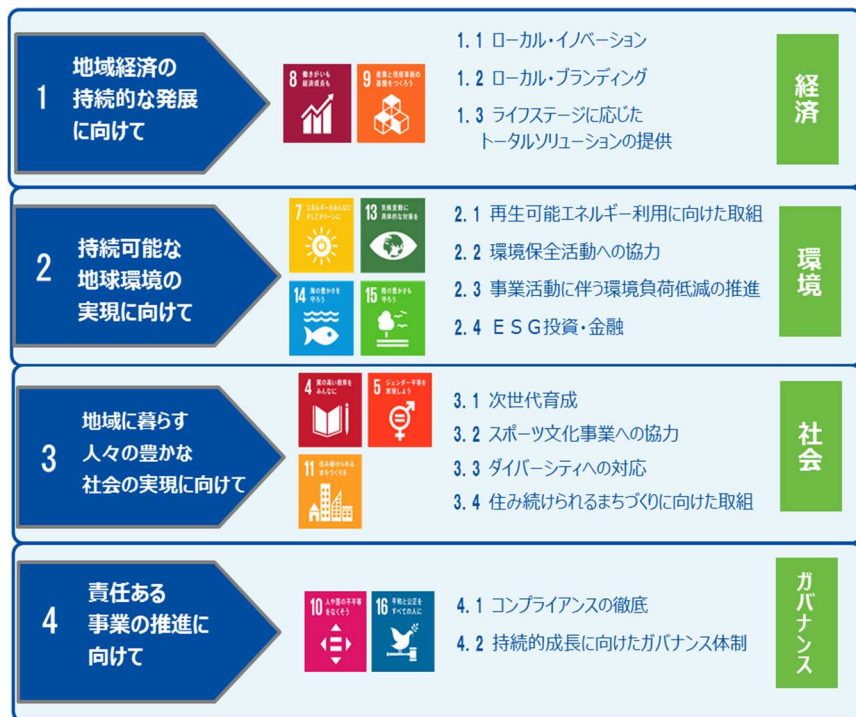 1
地域経済の
持続的な発展
に向けて
8 働きがいも
経済成長も
9 産業と技術革新の
基盤をつくろう
1.1 ローカル・イノベーション
1.2 ローカル・ブランディング
1.3 ライフステージに応じた
トータルソリューションの提供
経済
2
持続可能な
地球環境の
実現に向けて
7 エネルギーをみんなに
そしてクリーンに
13 気候変動に
具体的な対策を
14 海の豊かさを
守ろう
15 陸の豊かさも
守ろう
2.1 再生可能エネルギー利用に向けた取組
2.2 環境保全活動への協力
2.3 事業活動に伴う環境負荷低減の推進
2.4 ESG投資・金融
環境
3
地域に暮らす
人々の豊かな
社会の実現に向けて
4 質の高い教育を
みんなに
5 ジェンダー平等を
実現しよう
11 住み続けられる
まちづくりを
3.1 次世代育成
3.2 スポーツ文化事業への協力
3.3 ダイバーシティへの対応
3.4 住み続けられるまちづくりに向けた取組
社会
4
責任ある
事業の推進に
向けて
10 人や国の不平等
をなくそう
16 平和と公正を
すべての人に
4.1 コンプライアンスの徹底
4.2 持続的成長に向けたガバナンス体制
ガバナンス